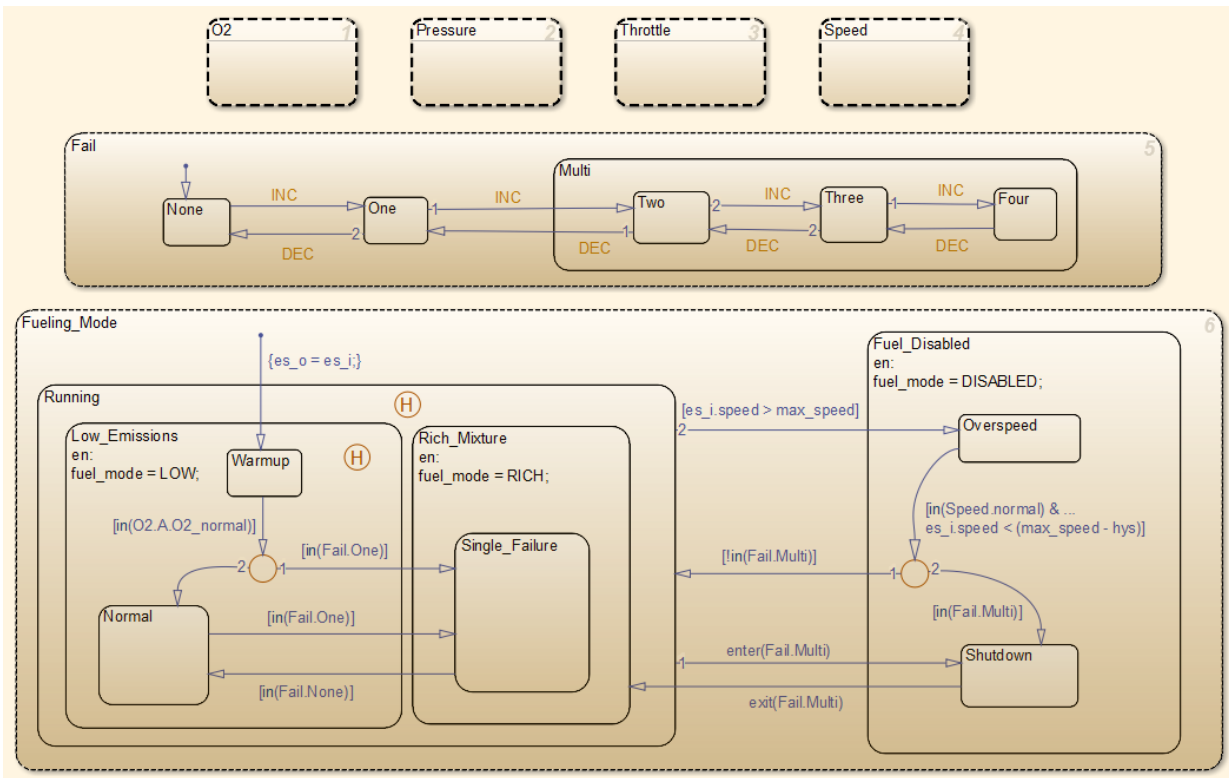 O2
1
Pressure
2
Throttle
3
Speed
4
Fail
5
Multi
None
INC
DEC
One
2
1
INC
DEC
Two
1
2
INC
DEC
Three
2
1
INC
DEC
Four
Fueling_Mode
6
{es_o = es_i;}
Running
H
Low_Emissions
en:
fuel_mode = LOW;
H
Warmup
[in(O2.A.O2_normal)]
2
1
[in(Fail.One)]
Normal
[in(Fail.One)]
[in(Fail.None)]
Rich_Mixture
en:
fuel_mode = RICH;
Single_Failure
[es_i.speed > max_speed]
2
[!in(Fail.Multi)]
1
enter(Fail.Multi)
exit(Fail.Multi)
Fuel_Disabled
en:
fuel_mode = DISABLED;
Overspeed
[in(Speed.normal) & ...
es_i.speed < (max_speed - hys)]
1
2
[in(Fail.Multi)]
Shutdown